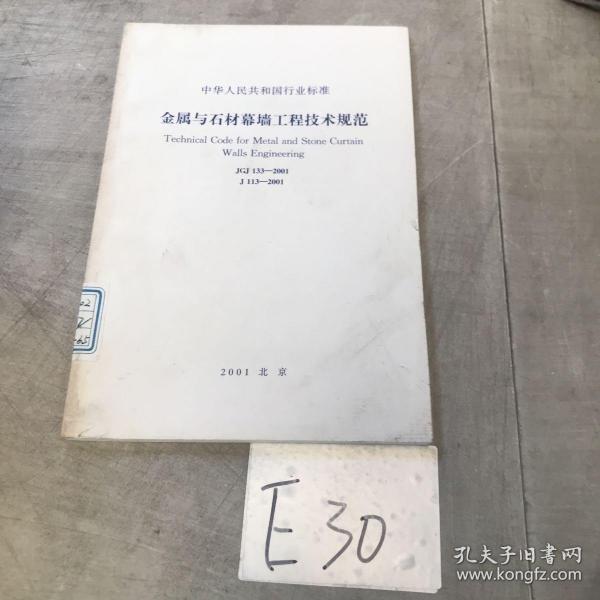 中华人民共和国行业标准
金属与石材幕墙工程技术规范
Technical Code for Metal and Stone Curtain
Walls Engineering
JGJ 133—2001
J 113—2001
2001 北 京
E30
孔夫子旧书网
www.kongfz.com